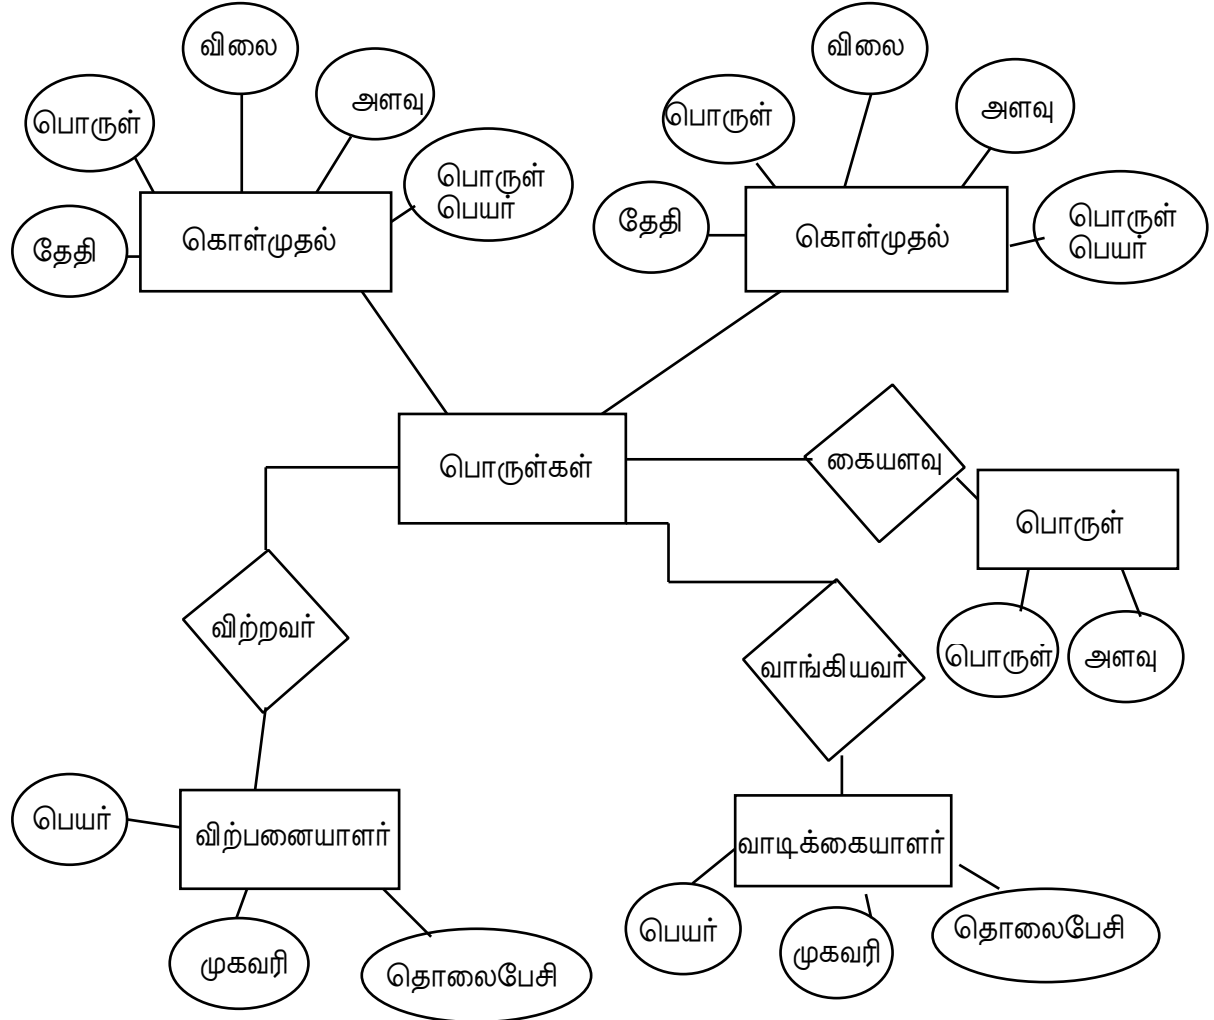 விலை
அளவு
பொருள்
பொருள்
பெயர்
தேதி
கொள்முதல்
விலை
அளவு
பொருள்
தேதி
கொள்முதல்
பொருள்
பெயர்
பொருள்கள்
கையளவு
பொருள்
பொருள்
அளவு
விற்றவர்
வாங்கியவர்
பெயர்
விற்பனையாளர்
முகவரி
தொலைபேசி
வாடிக்கையாளர்
பெயர்
முகவரி
தொலைபேசி